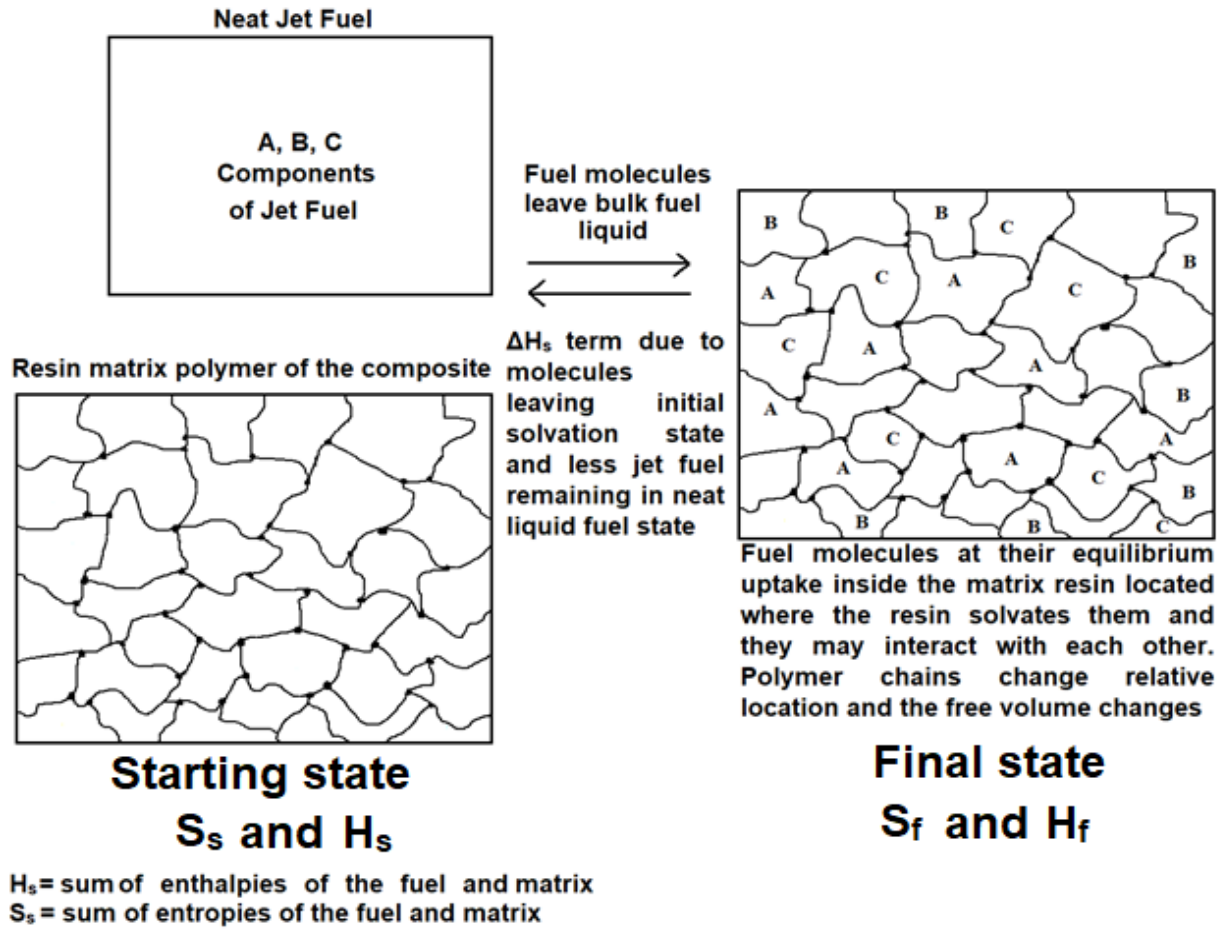 Neat Jet Fuel
A, B, C
Components
of Jet Fuel
Fuel molecules
leave bulk fuel
liquid
ΔHₛ term due to
molecules
leaving initial
solvation state
and less jet fuel
remaining in neat
liquid fuel state
Resin matrix polymer of the composite
Starting state
Sₛ and Hₛ
Hₛ= sum of enthalpies of the fuel and matrix
Sₛ = sum of entropies of the fuel and matrix
B
B
C
B
A
C
A
C
C
A
A
B
A
C
A
A
A
C
B
B
B
C
Fuel molecules at their equilibrium
uptake inside the matrix resin located
where the resin solvates them and
they may interact with each other.
Polymer chains change relative
location and the free volume changes
Final state
Sf and Hf